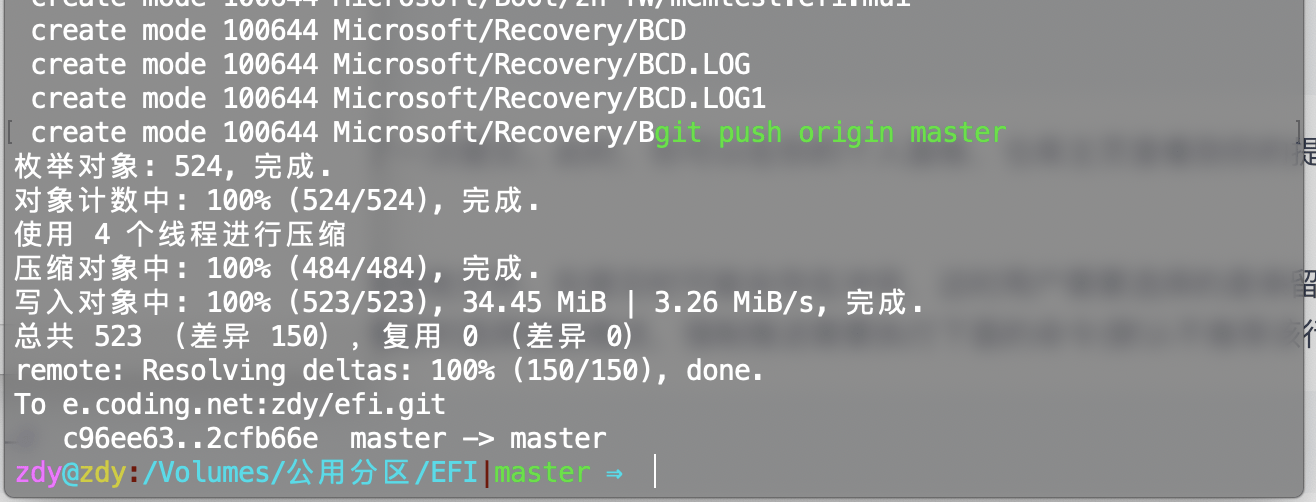 create mode 100644 Microsoft/Boot/zh-TW/memtest.efi.mui
create mode 100644 Microsoft/Recovery/BCD
create mode 100644 Microsoft/Recovery/BCD.LOG
create mode 100644 Microsoft/Recovery/BCD.LOG1
[ create mode 100644 Microsoft/Recovery/Bgit push origin master ]
枚举对象: 524, 完成.
对象计数中: 100% (524/524), 完成.
使用 4 个线程进行压缩
压缩对象中: 100% (484/484), 完成.
写入对象中: 100% (523/523), 34.45 MiB | 3.26 MiB/s, 完成.
总共 523 （差异 150），复用 0 （差异 0）
remote: Resolving deltas: 100% (150/150), done.
To e.coding.net:zdy/efi.git
c96ee63..2cfb66e  master -> master
zdy@zdy:/Volumes/公用分区/EFI|master ⇒